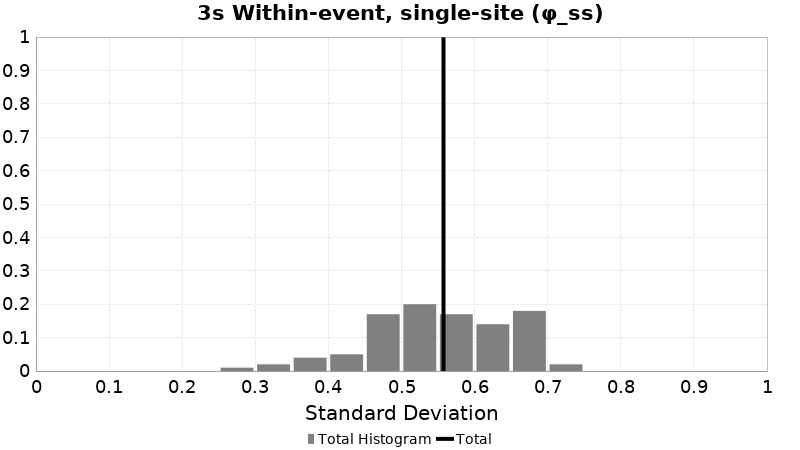 3s Within-event, single-site (φ_ss)
1
0.9
0.8
0.7
0.6
0.5
0.4
0.3
0.2
0.1
0
0 0.1 0.2 0.3 0.4 0.5 0.6 0.7 0.8 0.9 1
Standard Deviation
Total Histogram Total